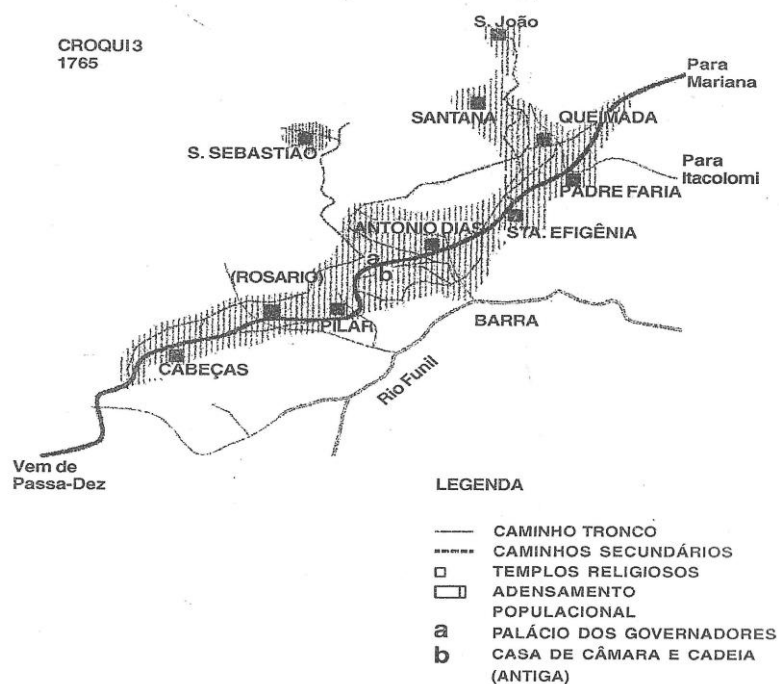 CROQUI 3
1765
S. João
Para
Mariana
SANTANA
QUEIMADA
S. SEBASTIÃO
Para
Itacolomi
PADRE FARIA
ANTONIO DIAS
STA. EFIGÊNIA
a
b
(ROSARIO)
PILAR
BARRA
CABEÇAS
Rio Funil
Vem de
Passa-Dez
LEGENDA
CAMINHO TRONCO
CAMINHOS SECUNDÁRIOS
TEMPLOS RELIGIOSOS
ADENSAMENTO
POPULACIONAL
a PALÁCIO DOS GOVERNADORES
b CASA DE CÂMARA E CADEIA
(ANTIGA)